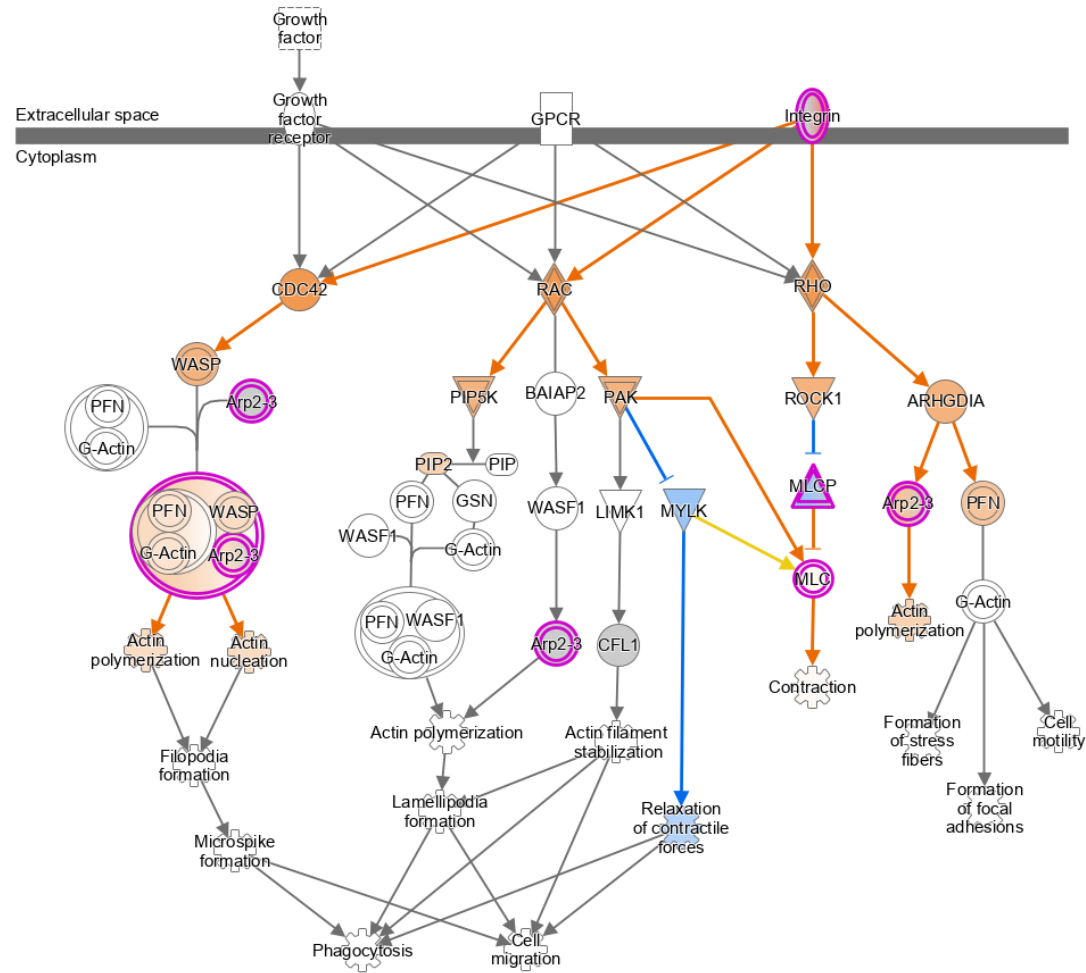 Growth
factor
Extracellular space
Growth
factor
receptor
GPCR
Integrin
Cytoplasm
CDC42
RAC
RHO
WASP
Arp2-3
PFN
G-Actin
PIP5K
BAIAP2
PAK
ROCK1
ARHGDIA
PIP2
PIP
PFN
GSN
WASF1
G-Actin
WASF1
LIMK1
MYLK
MLCP
Arp2-3
PFN
PFN
WASP
G-Actin
Arp2-3
MLC
G-Actin
Actin
polymerization
PFN
WASF1
G-Actin
Arp2-3
CFL1
Actin
polymerization
Actin
nucleation
Contraction
Actin polymerization
Actin filament
stabilization
Formation
of stress
fibers
Cell
motility
Filopodia
formation
Formation
of focal
adhesions
Lamellipodia
formation
Relaxation
of contractile
forces
Microspike
formation
Phagocytosis
Cell
migration